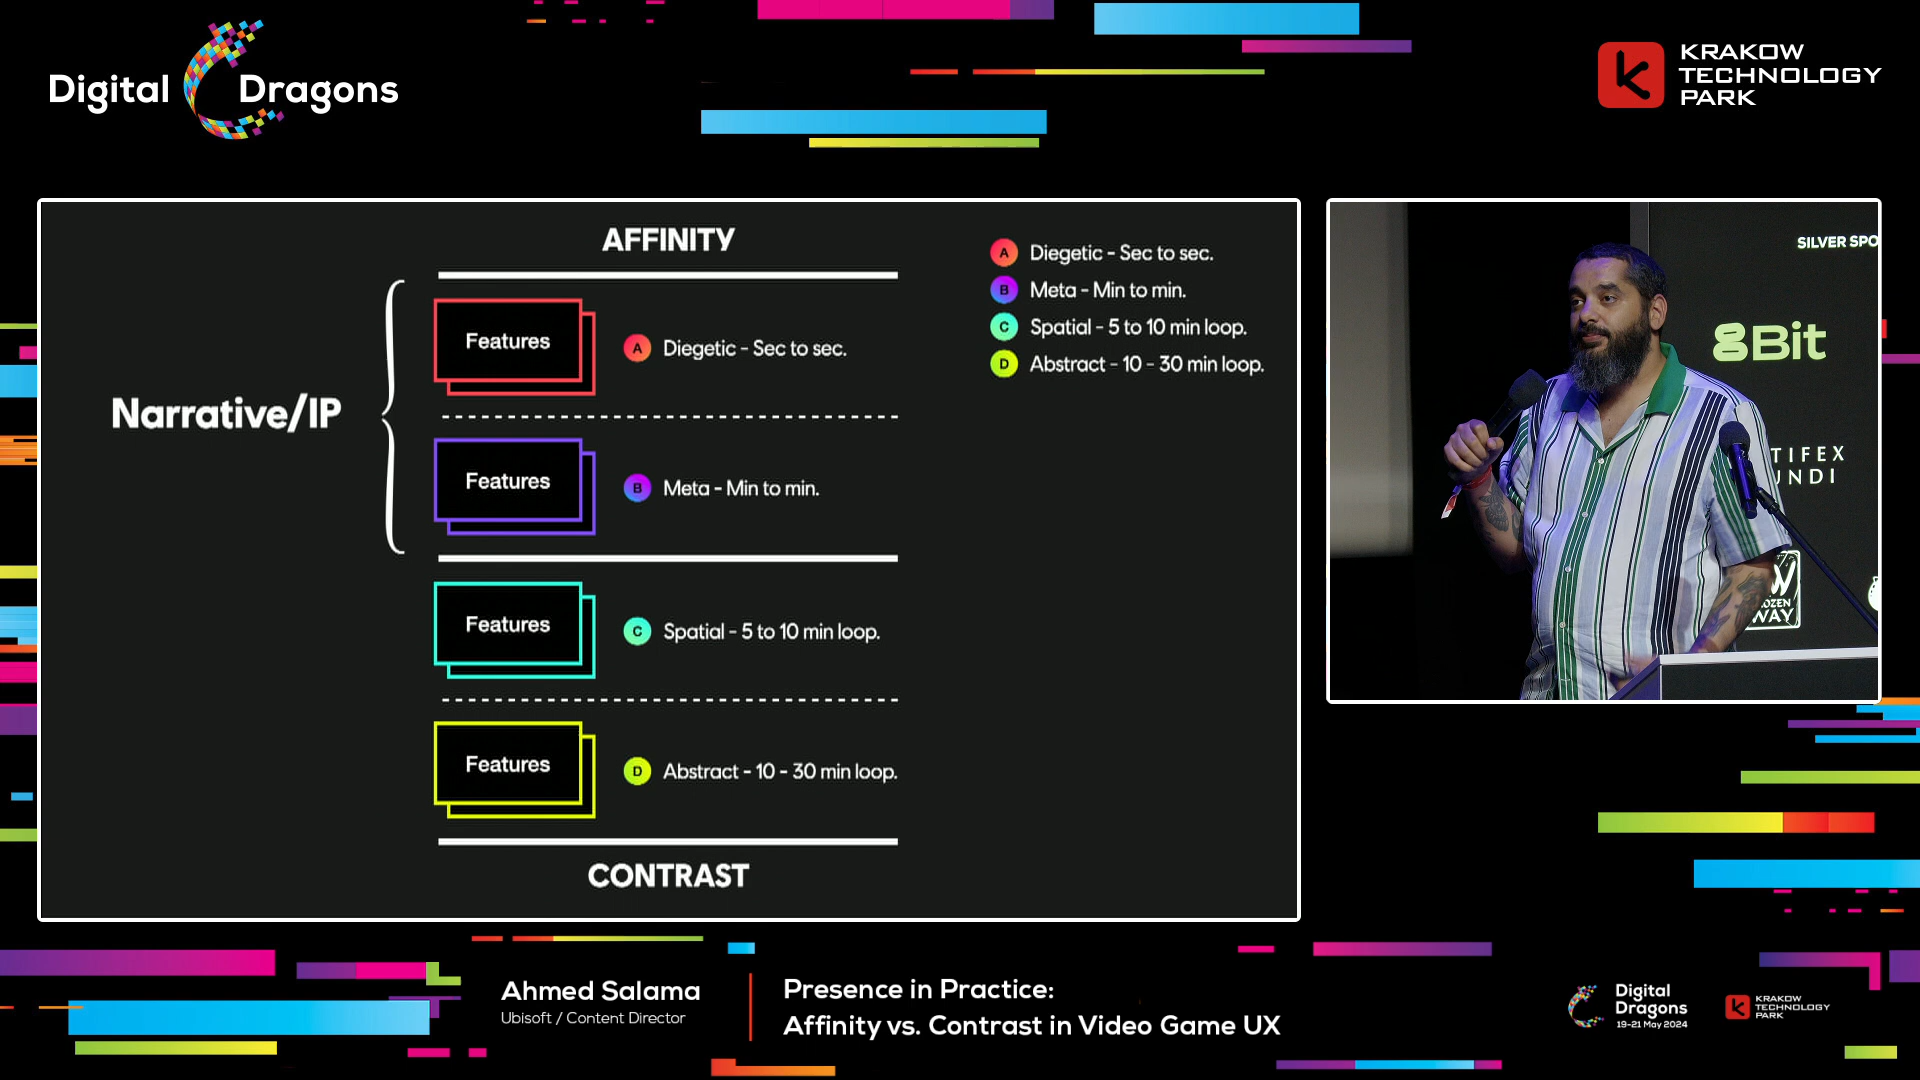 Digital Dragons
KRAKOW
TECHNOLOGY
PARK
AFFINITY
Narrative/IP
Features
A Diegetic - Sec to sec.
Features
B Meta - Min to min.
Features
C Spatial - 5 to 10 min loop.
Features
D Abstract - 10 - 30 min loop.
CONTRAST
A Diegetic - Sec to sec.
B Meta - Min to min.
C Spatial - 5 to 10 min loop.
D Abstract - 10 - 30 min loop.
SILVER SPO
8Bit
TIFEX
UNDI
OZEN
WAY
Ahmed Salama
Ubisoft / Content Director
Presence in Practice:
Affinity vs. Contrast in Video Game UX
Digital
Dragons
19-21 May 2024
KRAKOW
TECHNOLOGY
PARK